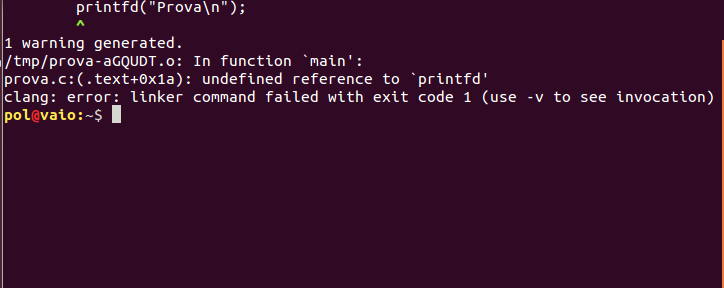 printfd("Prova\n");
^
1 warning generated.
/tmp/prova-aGQUDT.o: In function `main':
prova.c:(.text+0x1a): undefined reference to `printfd'
clang: error: linker command failed with exit code 1 (use -v to see invocation)
pol@vaio:~$